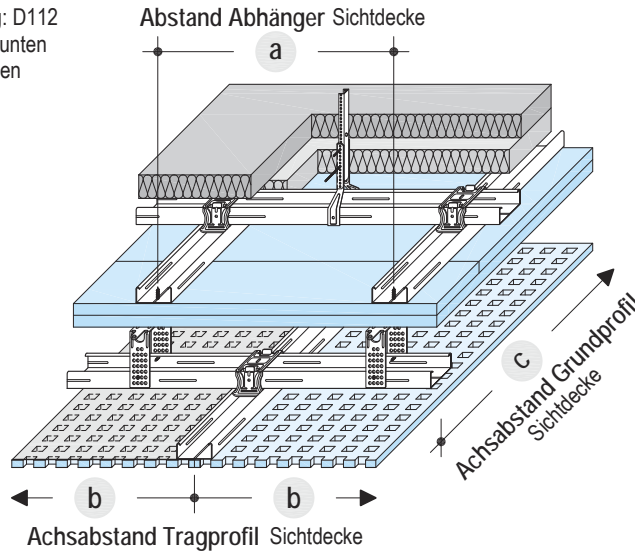 g: D112
unten
en
Abstand Abhänger Sichtdecke
a
c
Achsabstand Grundprofil
Sichtdecke
b b
Achsabstand Tragprofil Sichtdecke